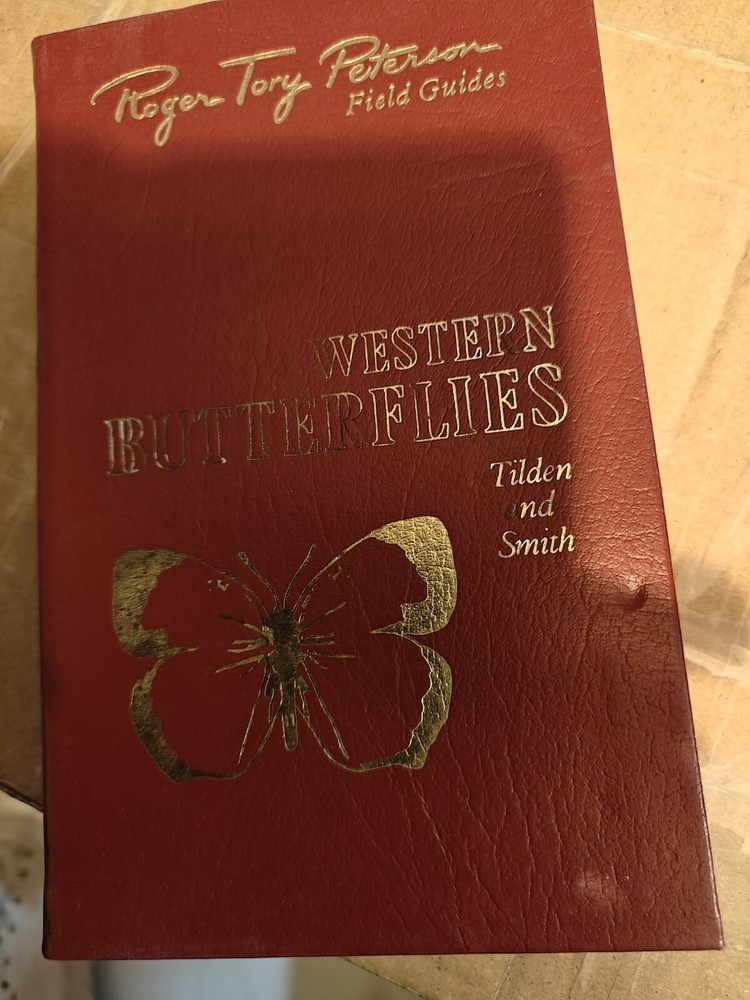 Roger Tory Peterson
Field Guides
WESTERN
BUTTERFLIES
Tilden
and
Smith